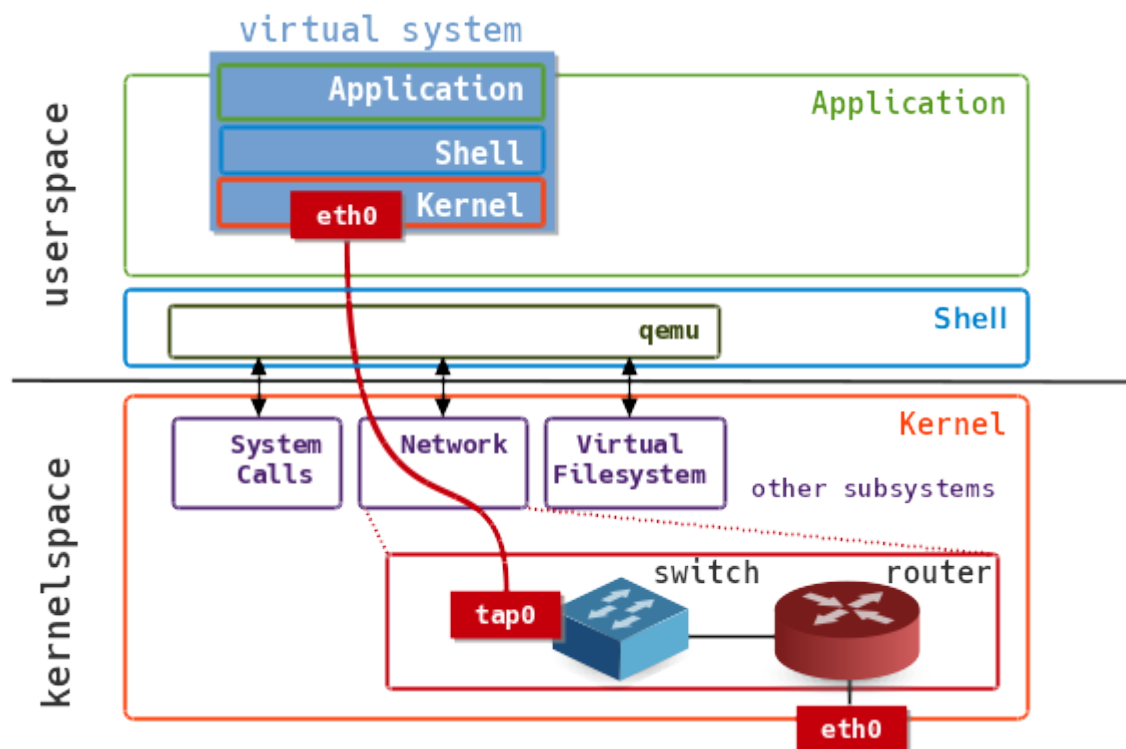 virtual system
userspace
Application
Application
Shell
Kernel
eth0
Shell
qemu
kernelspace
Kernel
System
Calls
Network
Virtual
Filesystem
other subsystems
switch
router
tap0
eth0